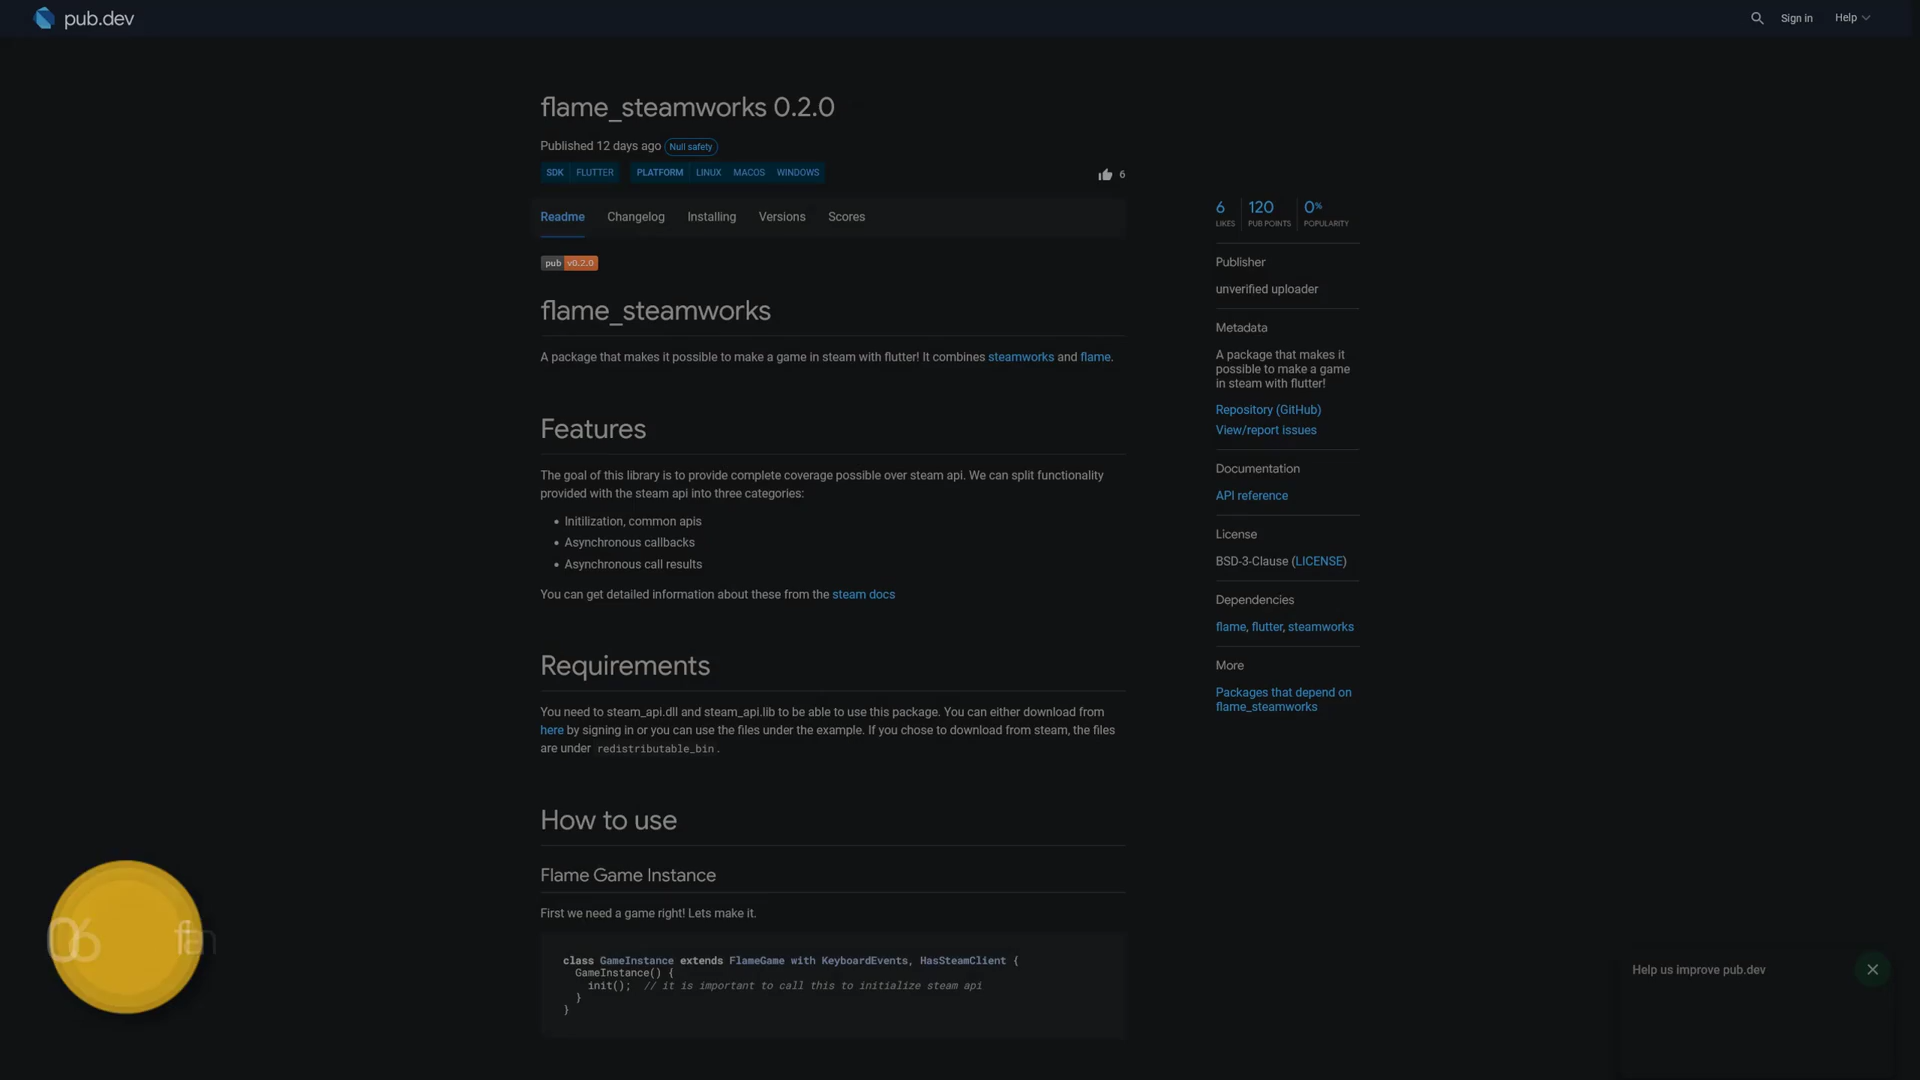 pub.dev
Sign in
Help
flame_steamworks 0.2.0
Published 12 days ago Null safety
SDK FLUTTER PLATFORM LINUX MACOS WINDOWS
6
Readme Changelog Installing Versions Scores
pub v0.2.0
flame_steamworks
A package that makes it possible to make a game in steam with flutter! It combines steamworks and flame.
Features
The goal of this library is to provide complete coverage possible over steam api. We can split functionality
provided with the steam api into three categories:
• Initilization, common apis
• Asynchronous callbacks
• Asynchronous call results
You can get detailed information about these from the steam docs
Requirements
You need to steam_api.dll and steam_api.lib to be able to use this package. You can either download from
here by signing in or you can use the files under the example. If you chose to download from steam, the files
are under redistributable_bin.
How to use
Flame Game Instance
First we need a game right! Lets make it.
class GameInstance extends FlameGame with KeyboardEvents, HasSteamClient {
GameInstance() {
init(); // it is important to call this to initialize steam api
}
}
6 120 0%
LIKES PUB POINTS POPULARITY
Publisher
unverified uploader
Metadata
A package that makes it
possible to make a game
in steam with flutter!
Repository (GitHub)
View/report issues
Documentation
API reference
License
BSD-3-Clause (LICENSE)
Dependencies
flame, flutter, steamworks
More
Packages that depend on
flame_steamworks
06
Help us improve pub.dev